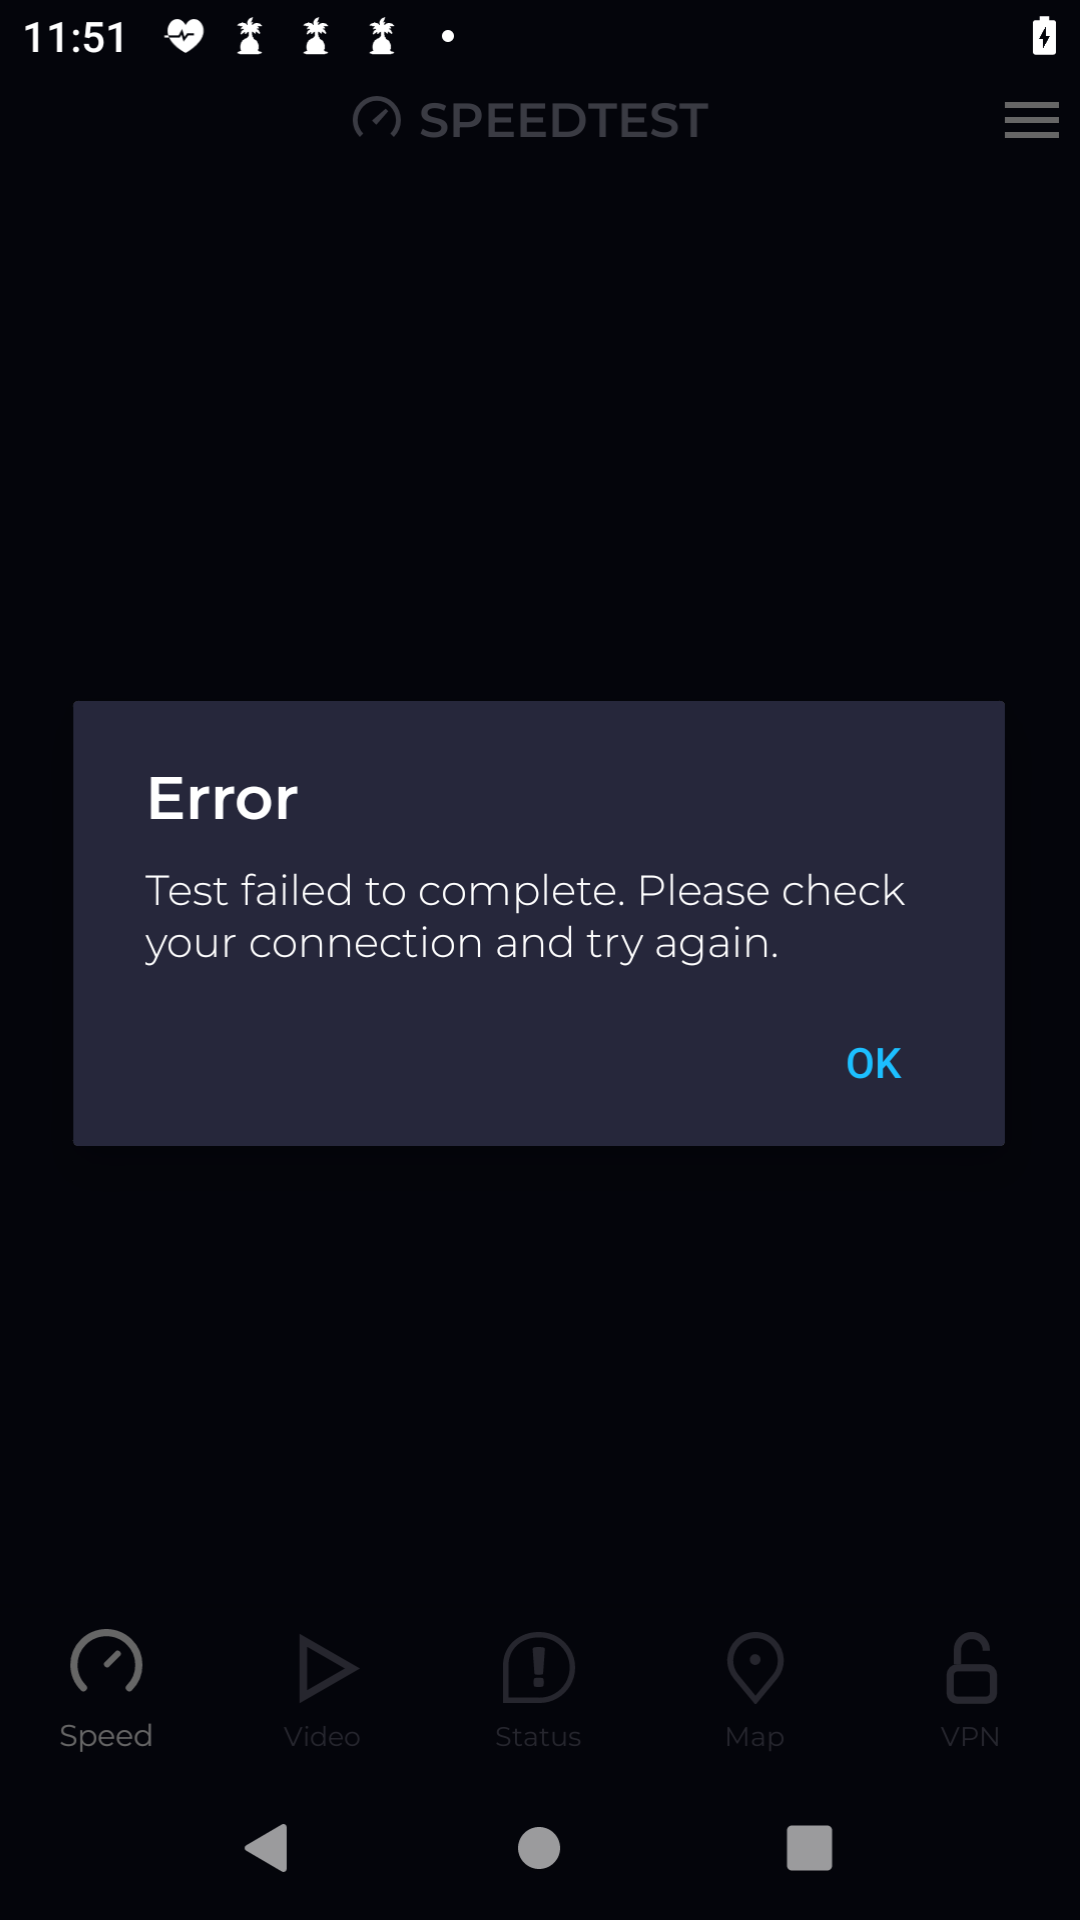 11:51
SPEEDTEST
Error
Test failed to complete. Please check
your connection and try again.
OK
Speed
Video
Status
Map
VPN